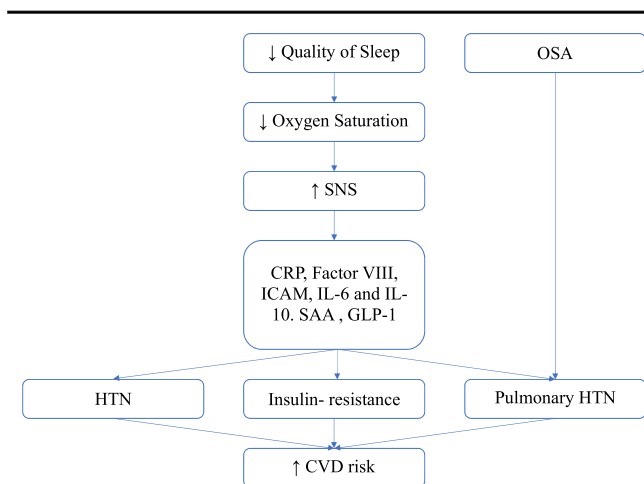 ↓ Quality of Sleep
OSA
↓ Oxygen Saturation
↑ SNS
CRP, Factor VIII,
ICAM, IL-6 and IL-
10. SAA , GLP-1
HTN
Insulin- resistance
Pulmonary HTN
↑ CVD risk